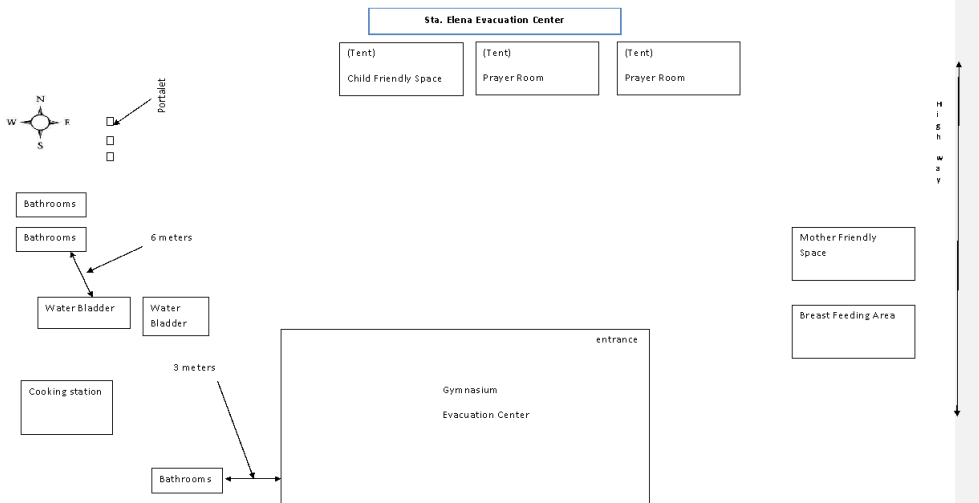 Sta. Elena Evacuation Center
(Tent)
Child Friendly Space
(Tent)
Prayer Room
(Tent)
Prayer Room
Portalet
N
W E
S
High way
Bathrooms
Bathrooms
6 meters
Mother Friendly
Space
Water Bladder
Water
Bladder
Breast Feeding Area
entrance
3 meters
Cooking station
Gymnasium
Evacuation Center
Bathrooms